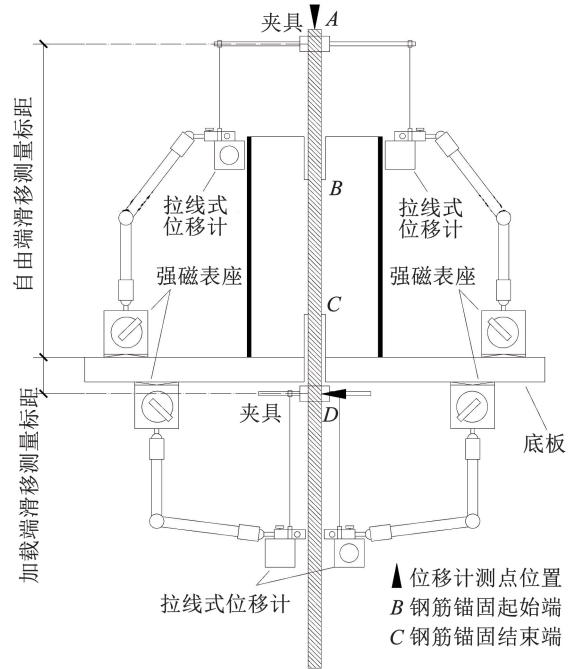 夹具
A
自由端滑移测量标距
B
拉线式
位移计
拉线式
位移计
强磁表座
强磁表座
C
加载端滑移测量标距
夹具
D
底板
拉线式位移计
位移计测点位置
B 钢筋锚固起始端
C 钢筋锚固结束端